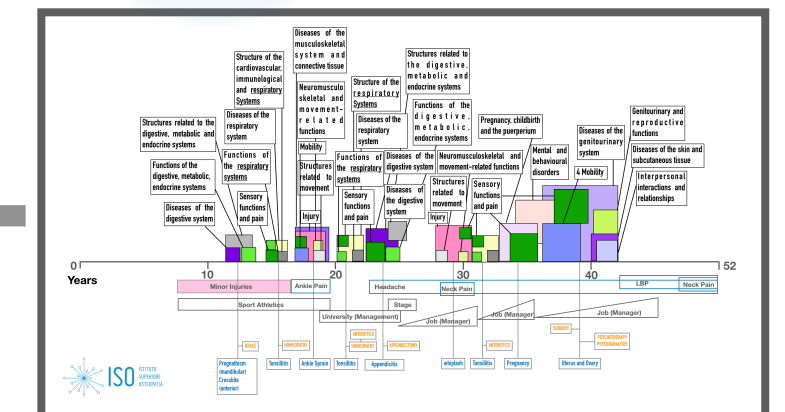 Diseases of the
musculoskeletal
system and
connective tissue
Structure of the
cardiovascular,
immunological
and respiratory
Systems
Structures related to
the digestive,
metabolic and
endocrine systems
Neuromusculo
skeletal and
movement-
related
functions
Structure of the
respiratory
Systems
Functions of the
digestive,
metabolic,
endocrine systems
Diseases of the
respiratory
system
Structures related to the
digestive, metabolic and
endocrine systems
Diseases of the
respiratory
system
Pregnancy, childbirth
and the puerperium
Genitourinary and
reproductive
functions
Diseases of the
genitourinary
system
Mobility
Functions of
the respiratory
system
Functions of
the respiratory
systems
Diseases of the
digestive system
Neuromusculoskeletal and
movement-related functions
Mental and
behavioural
disorders
Diseases of the skin and
subcutaneous tissue
Functions of the
digestive, metabolic,
endocrine systems
Structures
related to
movement
4 Mobility
Interpersonal
interactions and
relationships
Sensory
functions
and pain
Sensory
functions
and pain
Diseases of
the
digestive
system
Structures
related to
movement
Sensory
functions
and pain
Diseases of the
digestive system
Injury
Injury
0 10 20 30 40 52
Years
Minor Injuries
Ankle Pain
Headache
Neck Pain
LBP
Neck Pain
Sport Athletics
Stage
University (Management)
Job (Manager)
Job (Manager)
Job (Manager)
ANTIBIOTICS
SURGERY
BRACE
HOMEOPATHY
HOMEOPATHY
APPENDECTOMY
ANTIBIOTICS
PSYCHOTHERAPY
PSYCHOANALYSIS
Prognathism
(mandibular)
Crossbite
(anterior)
Tonsillitis
Ankle Sprain
Tonsillitis
Appendicitis
whiplash
Tonsillitis
Pregnancy
Uterus and Ovary
ISO
ISTITUTO
SUPERIORE
OSTEOPATIA